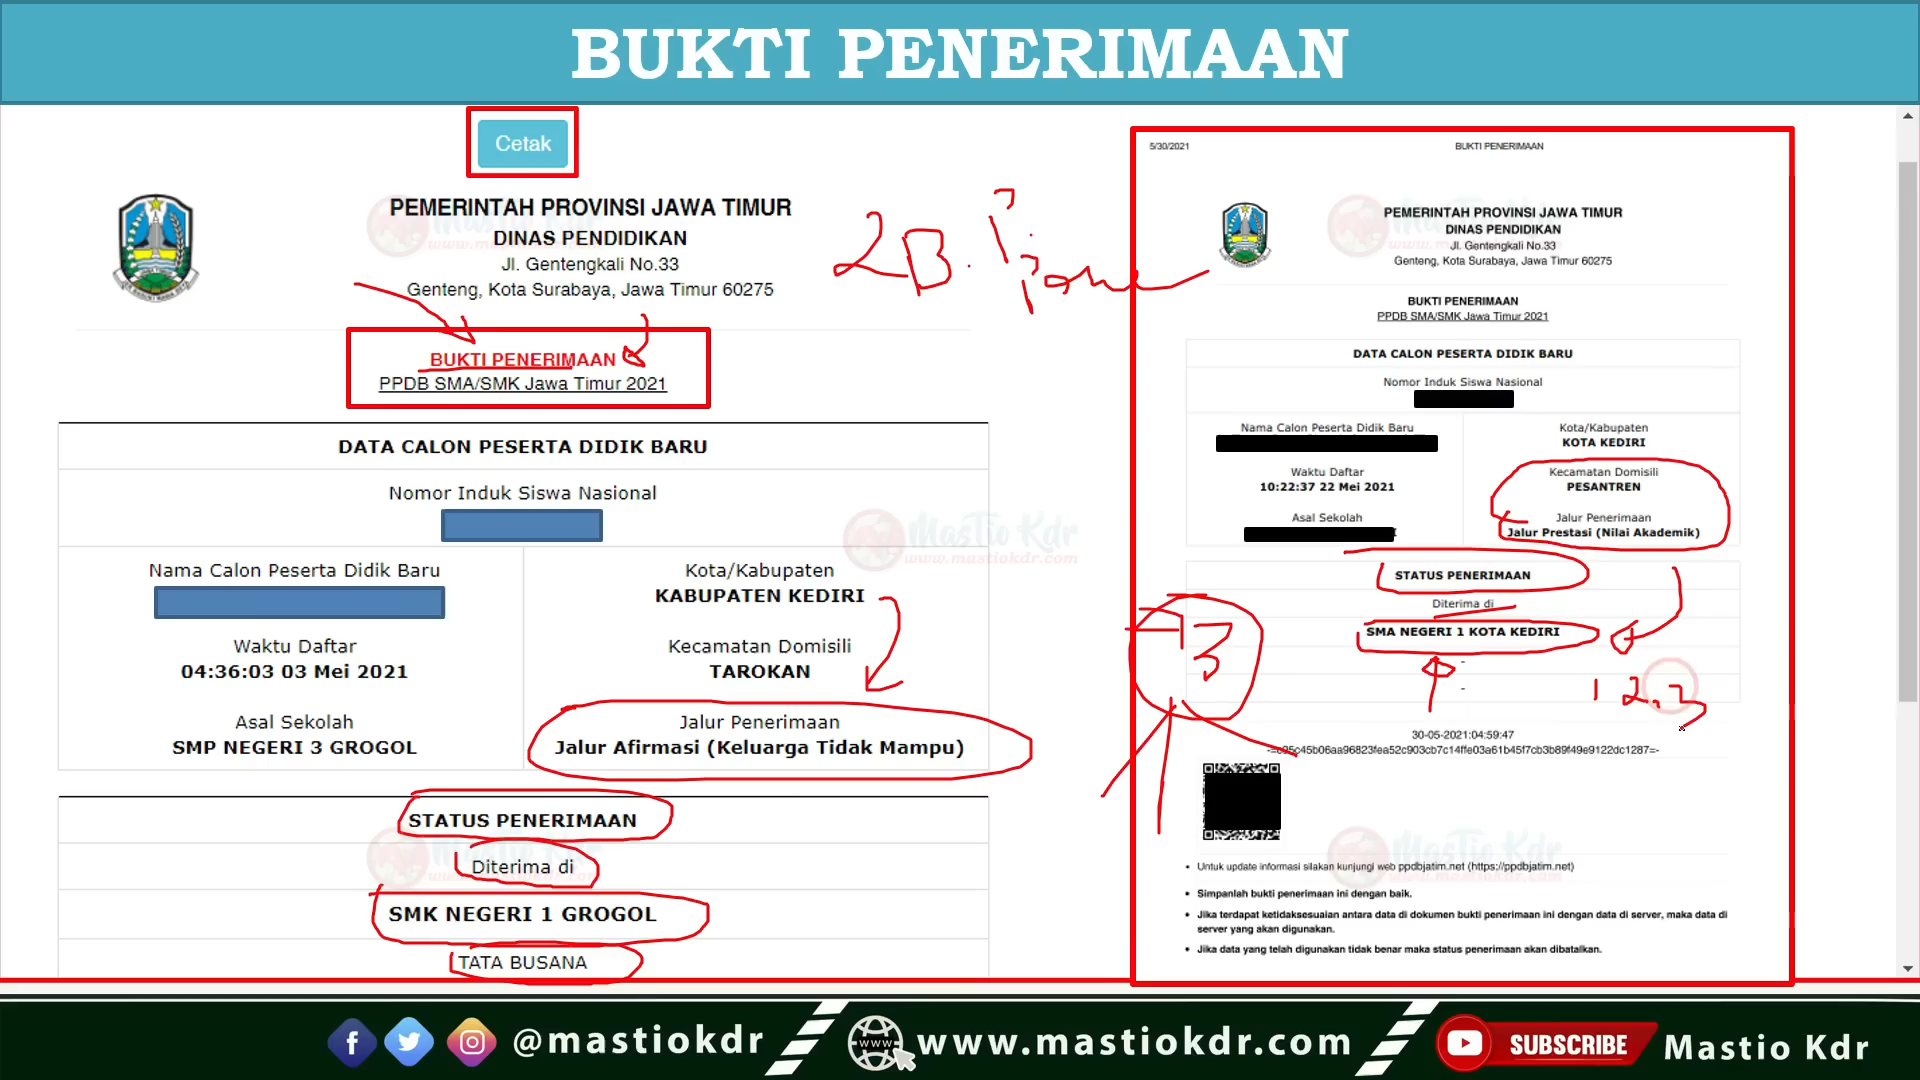 BUKTI PENERIMAAN
Cetak
PEMERINTAH PROVINSI JAWA TIMUR
DINAS PENDIDIKAN
Jl. Gentengkali No.33
Genteng, Kota Surabaya, Jawa Timur 60275
BUKTI PENERIMAAN
PPDB SMA/SMK Jawa Timur 2021
DATA CALON PESERTA DIDIK BARU
Nomor Induk Siswa Nasional
Nama Calon Peserta Didik Baru
Waktu Daftar
04:36:03 03 Mei 2021
Asal Sekolah
SMP NEGERI 3 GROGOL
Kota/Kabupaten
KABUPATEN KEDIRI
Kecamatan Domisili
TAROKAN
Jalur Penerimaan
Jalur Afirmasi (Keluarga Tidak Mampu)
STATUS PENERIMAAN
Diterima di
SMK NEGERI 1 GROGOL
TATA BUSANA
Mastio Kdr
www.mastiokdr.com
5/30/2021
BUKTI PENERIMAAN
PEMERINTAH PROVINSI JAWA TIMUR
DINAS PENDIDIKAN
Jl. Gentengkali No.33
Genteng, Kota Surabaya, Jawa Timur 60275
BUKTI PENERIMAAN
PPDB SMA/SMK Jawa Timur 2021
DATA CALON PESERTA DIDIK BARU
Nomor Induk Siswa Nasional
Nama Calon Peserta Didik Baru
Waktu Daftar
10:22:37 22 Mei 2021
Asal Sekolah
Kota/Kabupaten
KOTA KEDIRI
Kecamatan Domisili
PESANTREN
Jalur Penerimaan
Jalur Prestasi (Nilai Akademik)
STATUS PENERIMAAN
Diterima di
SMA NEGERI 1 KOTA KEDIRI
-
-
1 2. 3
30-05-2021:04:59:47
• Untuk update informasi silakan kunjungi web ppdbjatim.net (https://ppdbjatim.net)
• Simpanlah bukti penerimaan ini dengan baik.
• Jika terdapat ketidaksesuaian antara data di dokumen bukti penerimaan ini dengan data di server, maka data di
server yang akan digunakan.
• Jika data yang telah digunakan tidak benar maka status penerimaan akan dibatalkan.
@mastiokdr
www.mastiokdr.com
SUBSCRIBE
Mastio Kdr